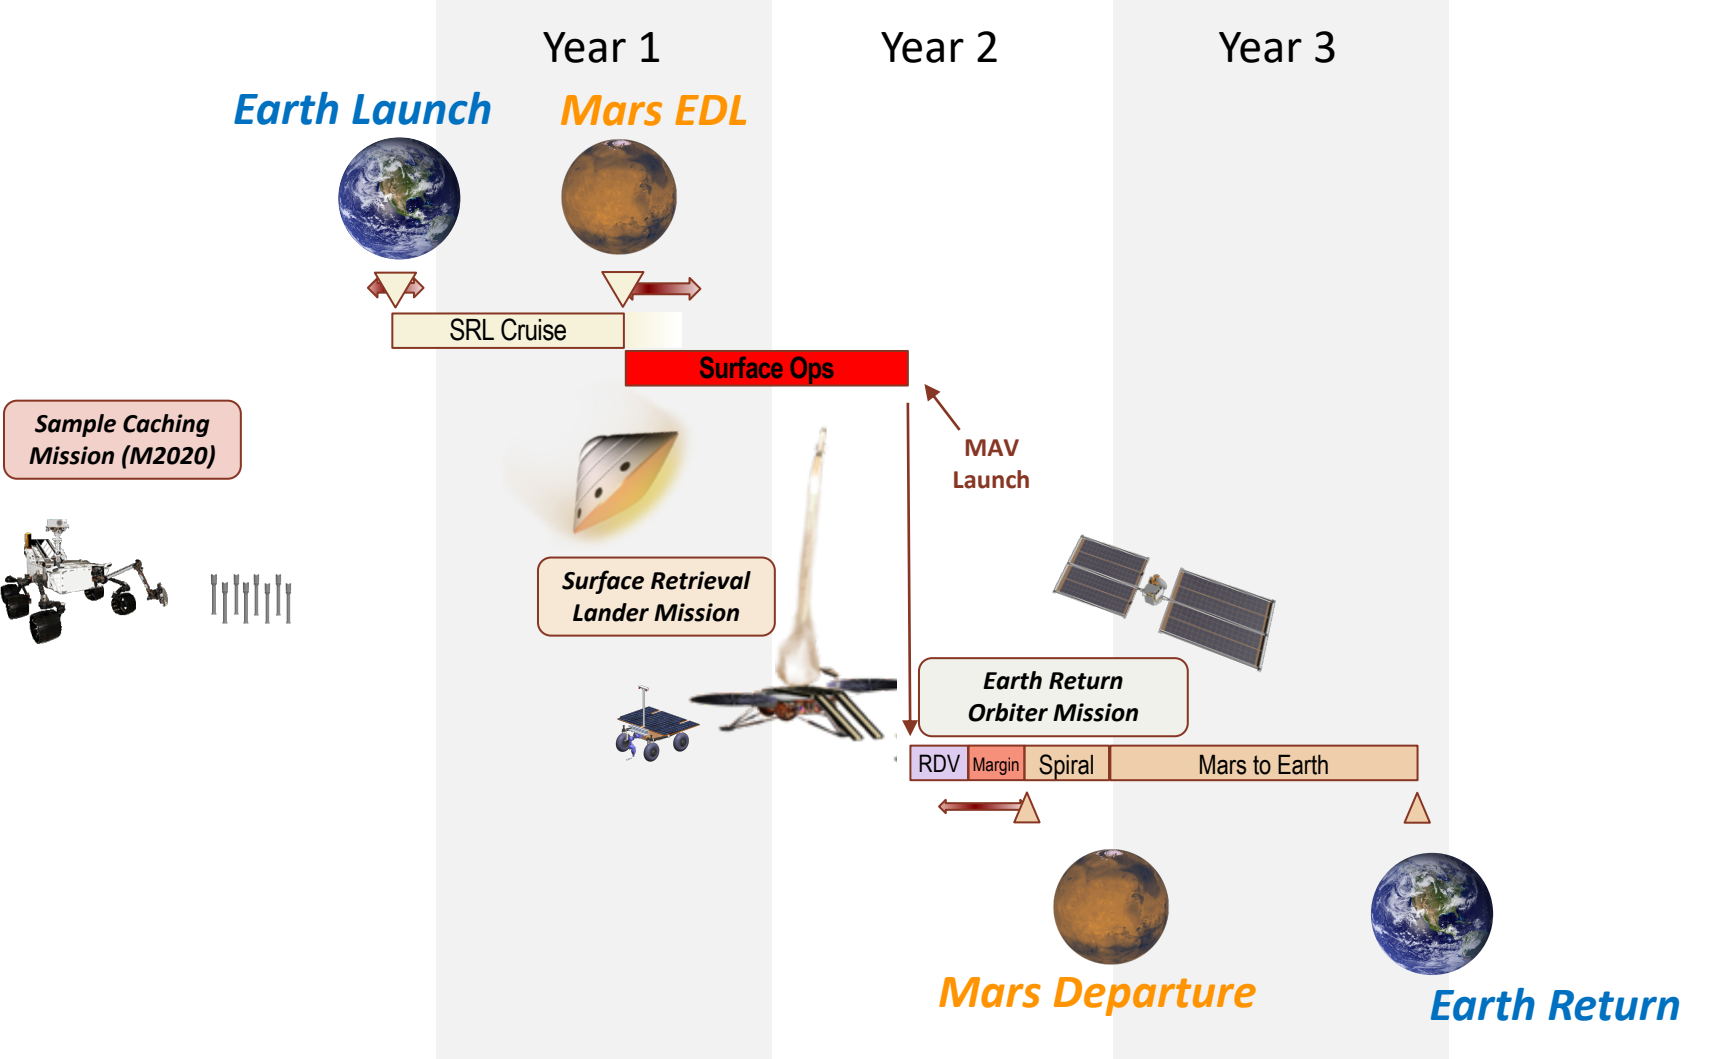 Year 1
Year 2
Year 3
Earth Launch
Mars EDL
SRL Cruise
Surface Ops
Sample Caching
Mission (M2020)
MAV
Launch
Surface Retrieval
Lander Mission
Earth Return
Orbiter Mission
RDV
Margin
Spiral
Mars to Earth
Mars Departure
Earth Return